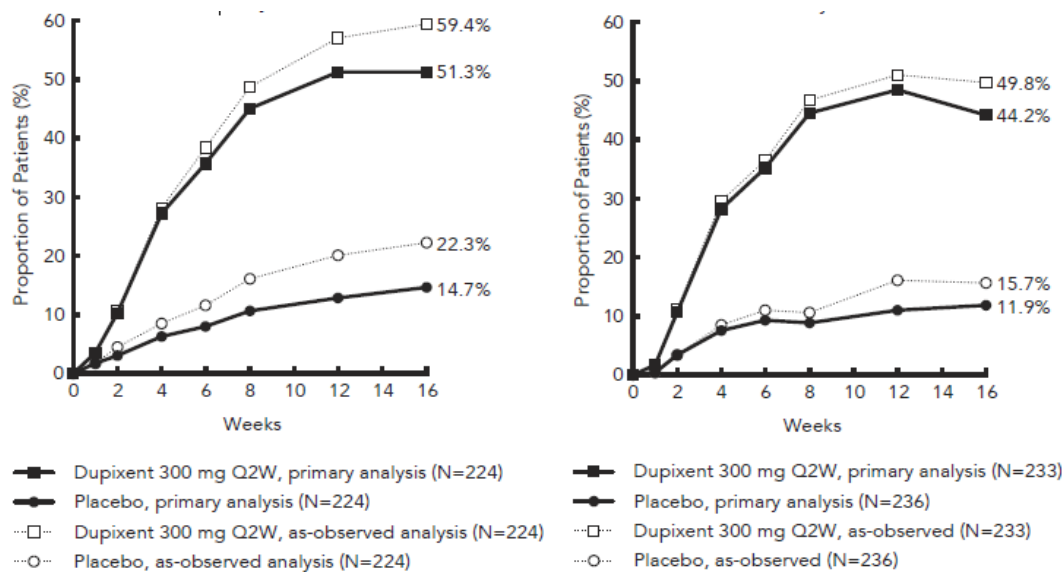 60
50
40
30
20
10
0
Proportion of Patients (%)
59.4%
51.3%
22.3%
14.7%
0 2 4 6 8 10 12 14 16
Weeks
Dupixent 300 mg Q2W, primary analysis (N=224)
Placebo, primary analysis (N=224)
Dupixent 300 mg Q2W, as-observed analysis (N=224)
Placebo, as-observed analysis (N=224)
60
50
40
30
20
10
0
Proportion of Patients (%)
49.8%
44.2%
15.7%
11.9%
0 2 4 6 8 10 12 14 16
Weeks
Dupixent 300 mg Q2W, primary analysis (N=233)
Placebo, primary analysis (N=236)
Dupixent 300 mg Q2W, as-observed (N=233)
Placebo, as-observed (N=236)